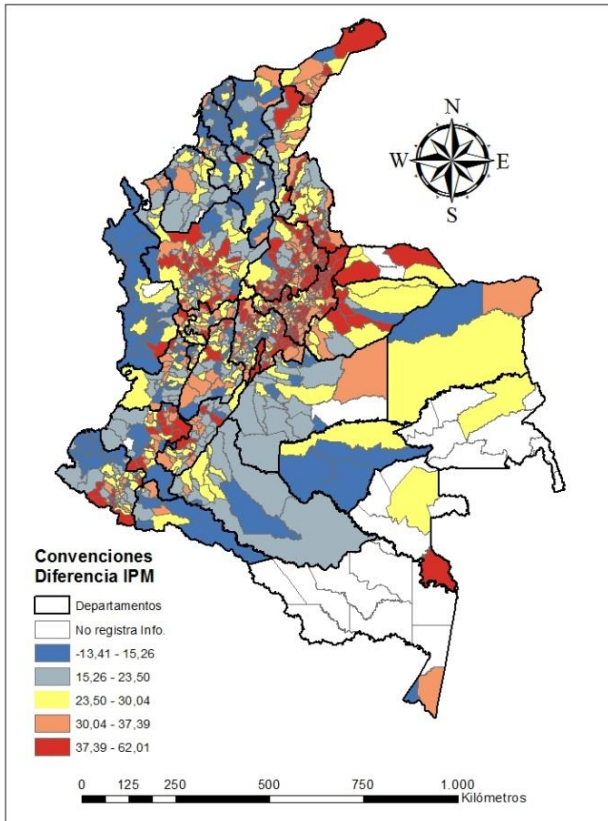 N
W E
S
Convenciones
Diferencia IPM
Departamentos
No registra Info.
-13,41 - 15,26
15,26 - 23,50
23,50 - 30,04
30,04 - 37,39
37,39 - 62,01
0 125 250 500 750 1.000
Kilómetros